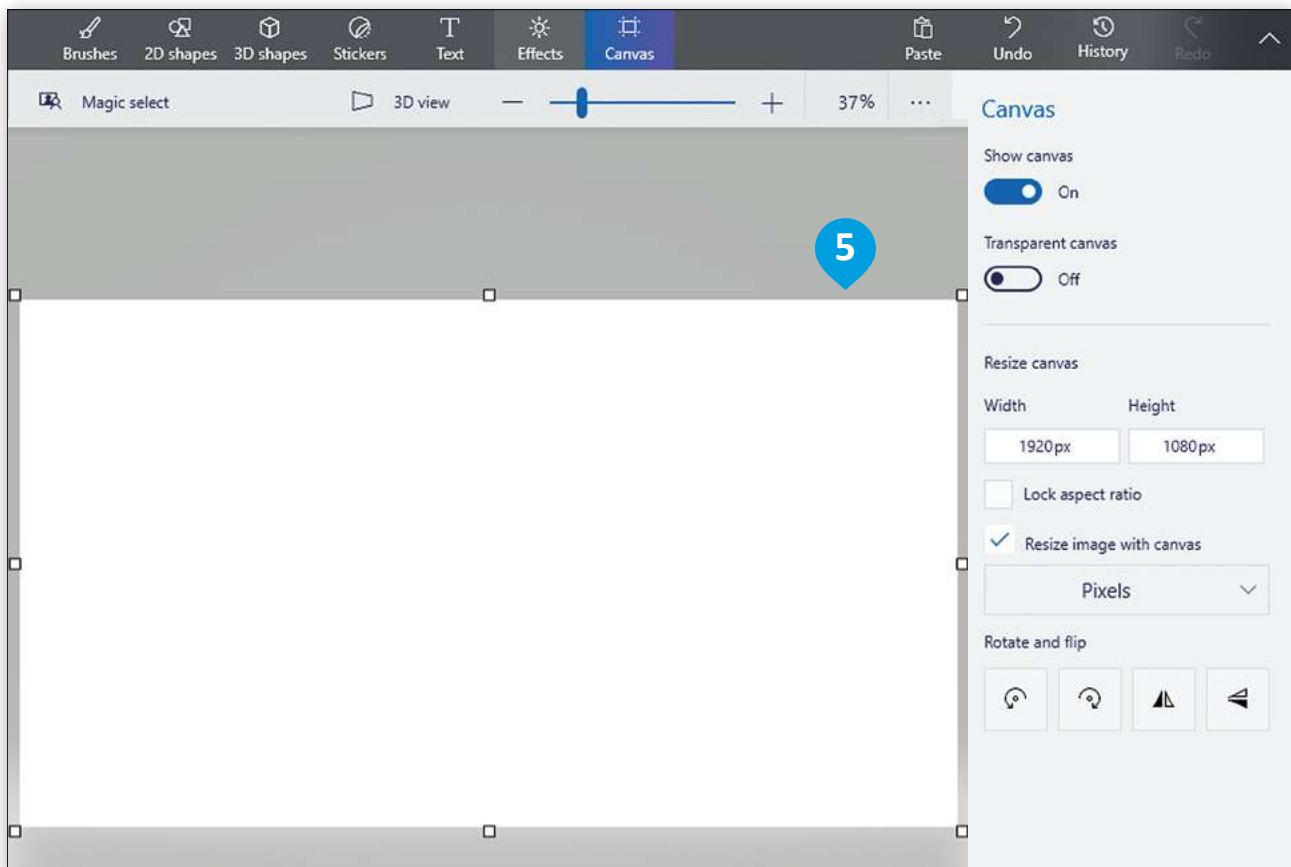 Brushes 2D shapes 3D shapes Stickers Text Effects Canvas Paste Undo History Redo
Magic select 3D view 37% ...
Canvas
Show canvas
On
5
Transparent canvas
Off
Resize canvas
Width Height
1920px 1080px
Lock aspect ratio
Resize image with canvas
Pixels
Rotate and flip